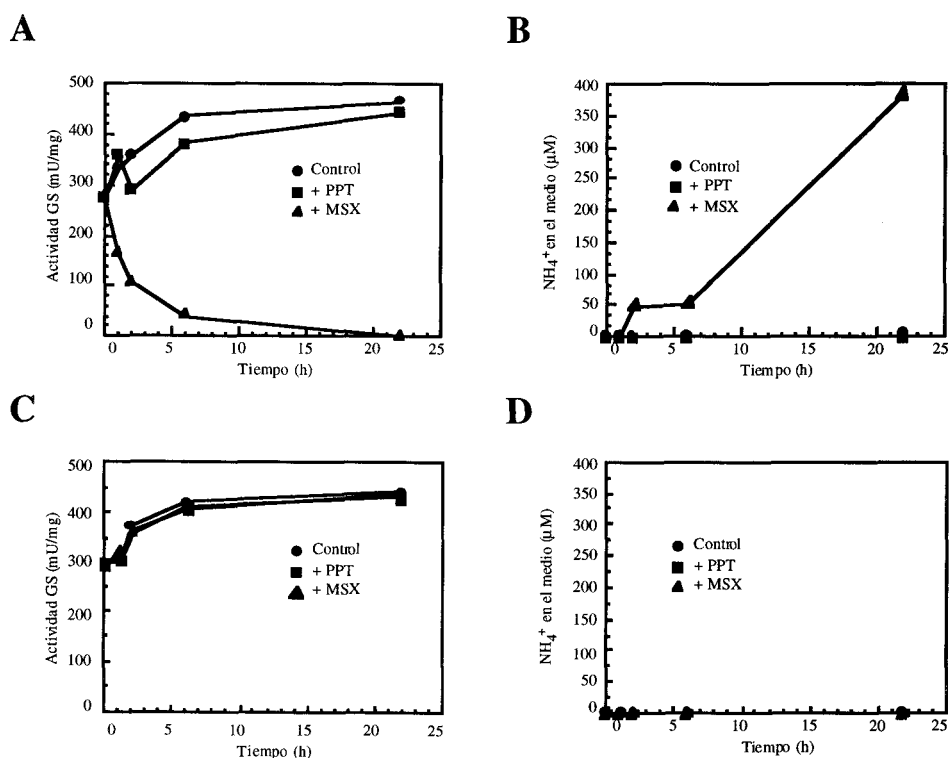 A
500
400
300
200
100
0
Actividad GS (mU/mg)
Control
+ PPT
+ MSX
0 5 10 15 20 25
Tiempo (h)
B
400
350
300
250
200
150
100
50
0
NH4+ en el medio (µM)
Control
+ PPT
+ MSX
0 5 10 15 20 25
Tiempo (h)
C
500
400
300
200
100
0
Actividad GS (mU/mg)
Control
+ PPT
+ MSX
0 5 10 15 20 25
Tiempo (h)
D
400
350
300
250
200
150
100
50
0
NH4+ en el medio (µM)
Control
+ PPT
+ MSX
0 5 10 15 20 25
Tiempo (h)